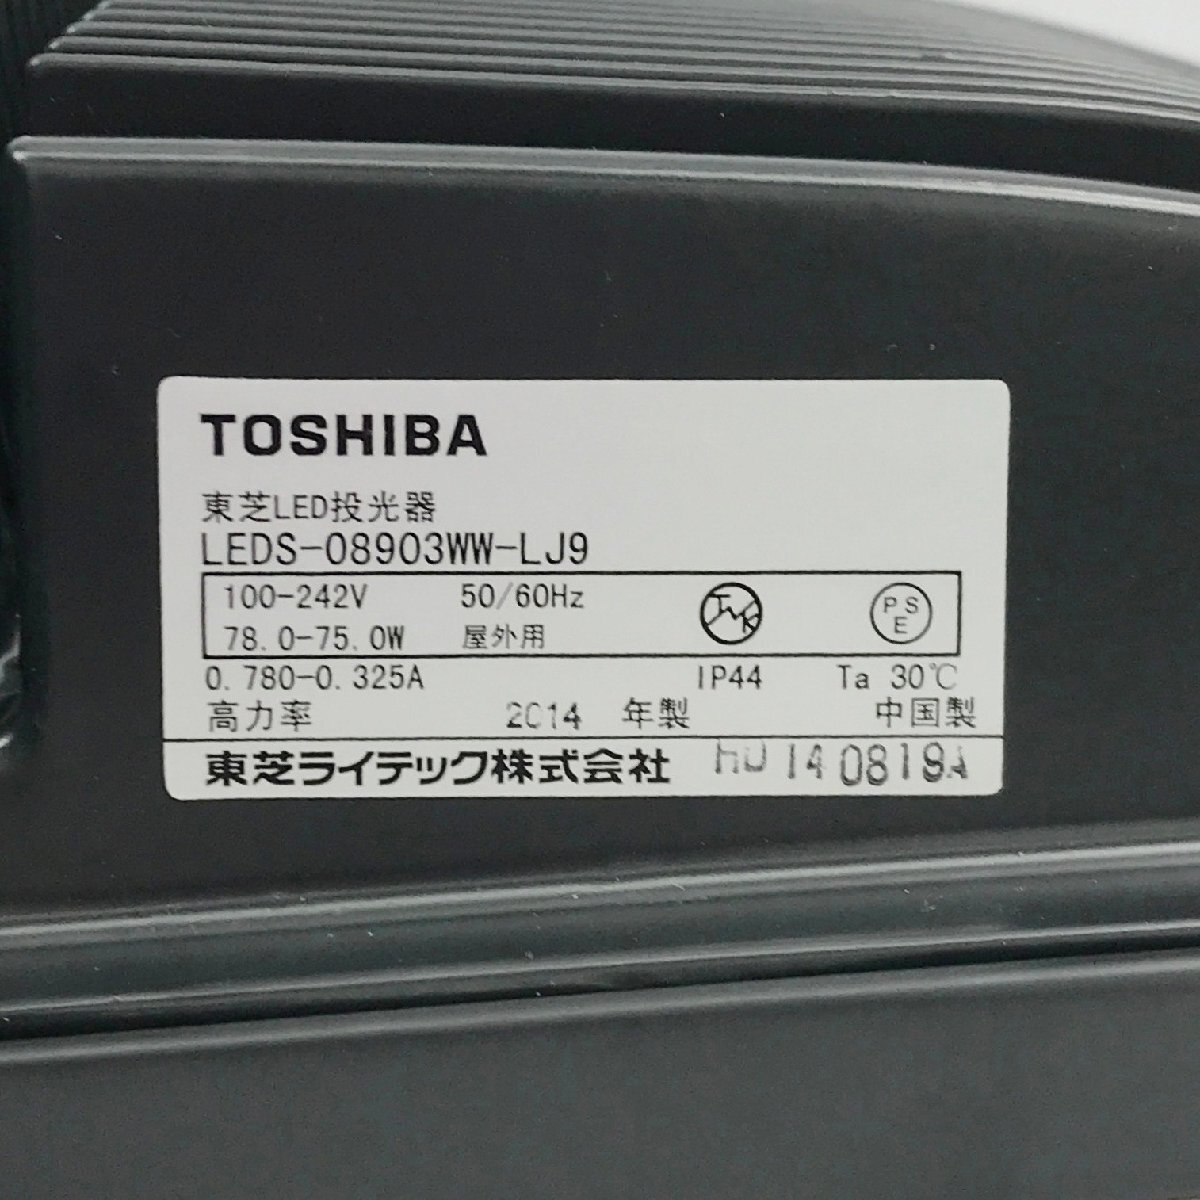 TOSHIBA
東芝LED投光器
LEDS-08903WW-LJ9
100-242V 50/60Hz
78.0-75.0W 屋外用
PSE
0.780-0.325A IP44 Ta 30℃
高力率 2014 年製 中国製
東芝ライテック株式会社 140819A